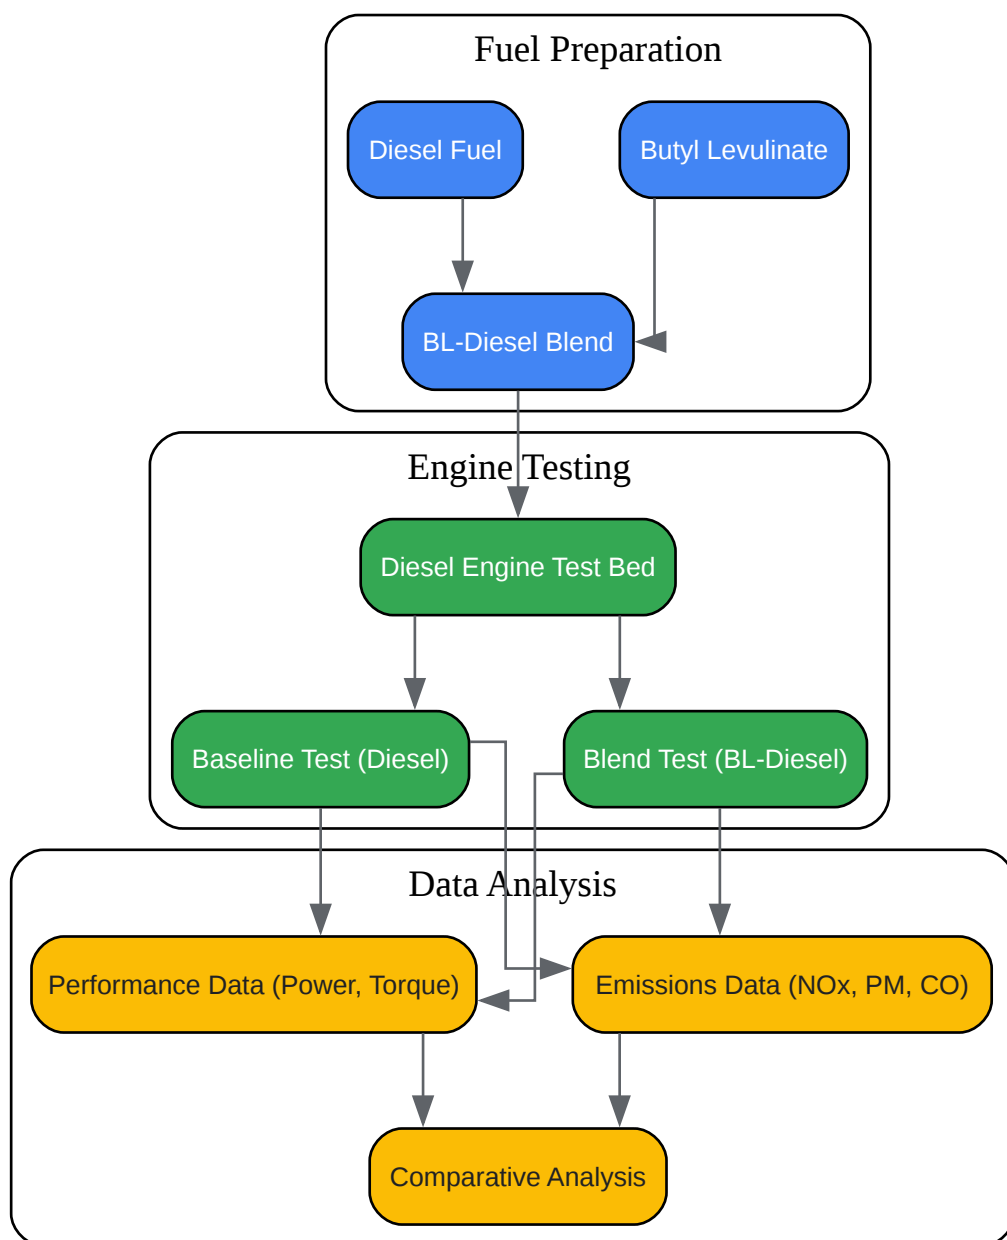 Fuel Preparation
Diesel Fuel
Butyl Levulinate
BL-Diesel Blend
Engine Testing
Diesel Engine Test Bed
Baseline Test (Diesel)
Blend Test (BL-Diesel)
Data Analysis
Performance Data (Power, Torque)
Emissions Data (NOx, PM, CO)
Comparative Analysis